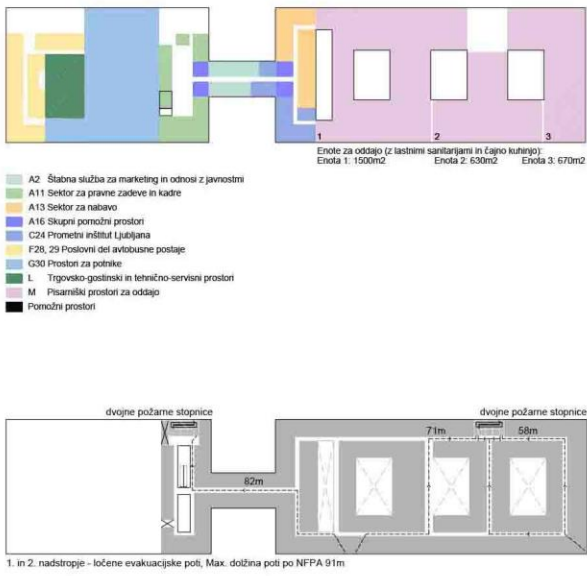 1 2 3
Enote za oddajo (z lastnimi sanitarijami in čajno kuhinjo):
Enota 1: 1500m2 Enota 2: 630m2 Enota 3: 670m2
A2 Štabna služba za marketing in odnosi z javnostmi
A11 Sektor za pravne zadeve in kadre
A13 Sektor za nabavo
A16 Skupni pomožni prostori
C24 Prometni inštitut Ljubljana
F28, 29 Poslovni del avtobusne postaje
G30 Prostori za potnike
L Trgovsko-gostinski in tehnično-servisni prostori
M Pisarniški prostori za oddajo
Pomožni prostori
dvojne požarne stopnice dvojne požarne stopnice
71m 58m
82m
1. in 2. nadstropje - ločene evakuacijske poti, Max. dolžina poti po NFPA 91m